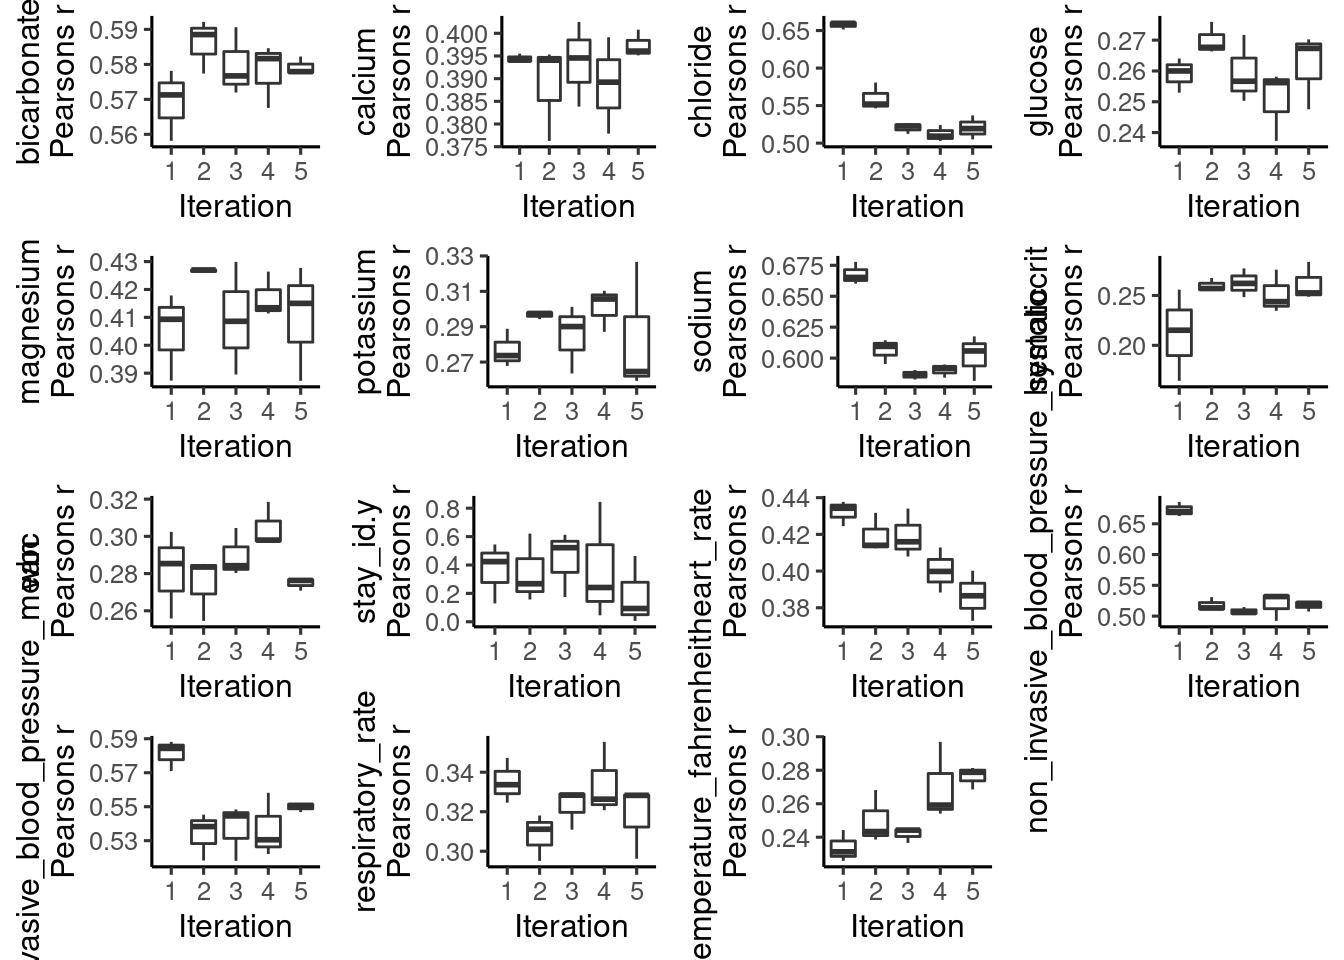 bicarbonate
Pearsons r
0.59
0.58
0.57
0.56
1 2 3 4 5
Iteration
calcium
Pearsons r
0.400
0.395
0.390
0.385
0.380
0.375
1 2 3 4 5
Iteration
chloride
Pearsons r
0.65
0.60
0.55
0.50
1 2 3 4 5
Iteration
glucose
Pearsons r
0.27
0.26
0.25
0.24
1 2 3 4 5
Iteration
magnesium
Pearsons r
0.43
0.42
0.41
0.40
0.39
1 2 3 4 5
Iteration
potassium
Pearsons r
0.33
0.31
0.29
0.27
1 2 3 4 5
Iteration
sodium
Pearsons r
0.675
0.650
0.625
0.600
1 2 3 4 5
Iteration
Pearsons r
0.25
0.20
1 2 3 4 5
Iteration
Pearsons r
0.32
0.30
0.28
0.26
1 2 3 4 5
Iteration
stay_id.y
Pearsons r
0.8
0.6
0.4
0.2
0.0
1 2 3 4 5
Iteration
heart_rate
Pearsons r
0.44
0.42
0.40
0.38
1 2 3 4 5
Iteration
non_invasive_blood_pressure_systolic
Pearsons r
0.65
0.60
0.55
0.50
1 2 3 4 5
Iteration
vasive_blood_pressure_mean
Pearsons r
0.59
0.57
0.55
0.53
1 2 3 4 5
Iteration
respiratory_rate
Pearsons r
0.34
0.32
0.30
1 2 3 4 5
Iteration
emperature_fahrenheit
Pearsons r
0.30
0.28
0.26
0.24
1 2 3 4 5
Iteration